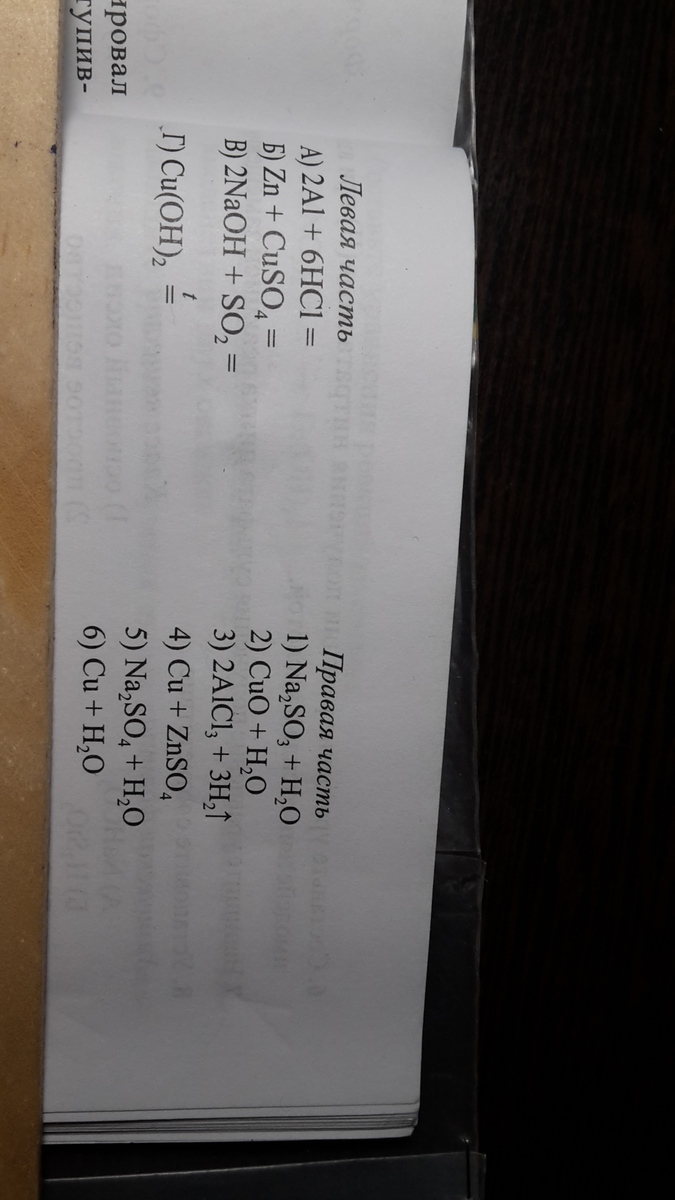 ировал
тупив-
Левая часть
А) 2Al + 6HCl =
Б) Zn + CuSO₄ =
В) 2NaOH + SO₂ =
Г) Cu(OH)₂ =ᵗ
Правая часть
1) Na₂SO₃ + H₂O
2) CuO + H₂O
3) 2AlCl₃ + 3H₂↑
4) Cu + ZnSO₄
5) Na₂SO₄ + H₂O
6) Cu + H₂O